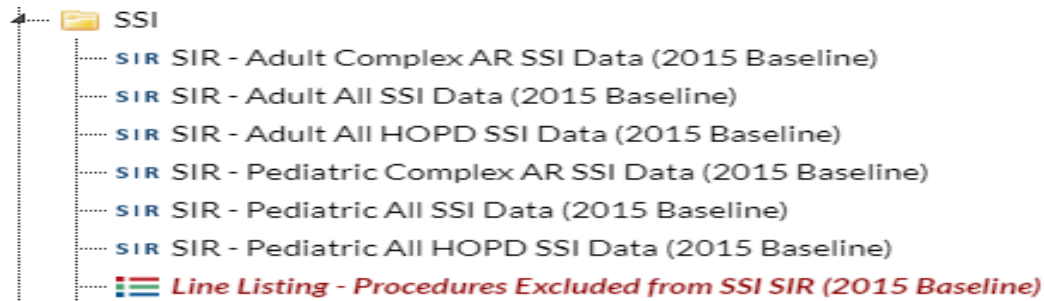 SSI
SIR SIR - Adult Complex AR SSI Data (2015 Baseline)
SIR SIR - Adult All SSI Data (2015 Baseline)
SIR SIR - Adult All HOPD SSI Data (2015 Baseline)
SIR SIR - Pediatric Complex AR SSI Data (2015 Baseline)
SIR SIR - Pediatric All SSI Data (2015 Baseline)
SIR SIR - Pediatric All HOPD SSI Data (2015 Baseline)
Line Listing - Procedures Excluded from SSI SIR (2015 Baseline)